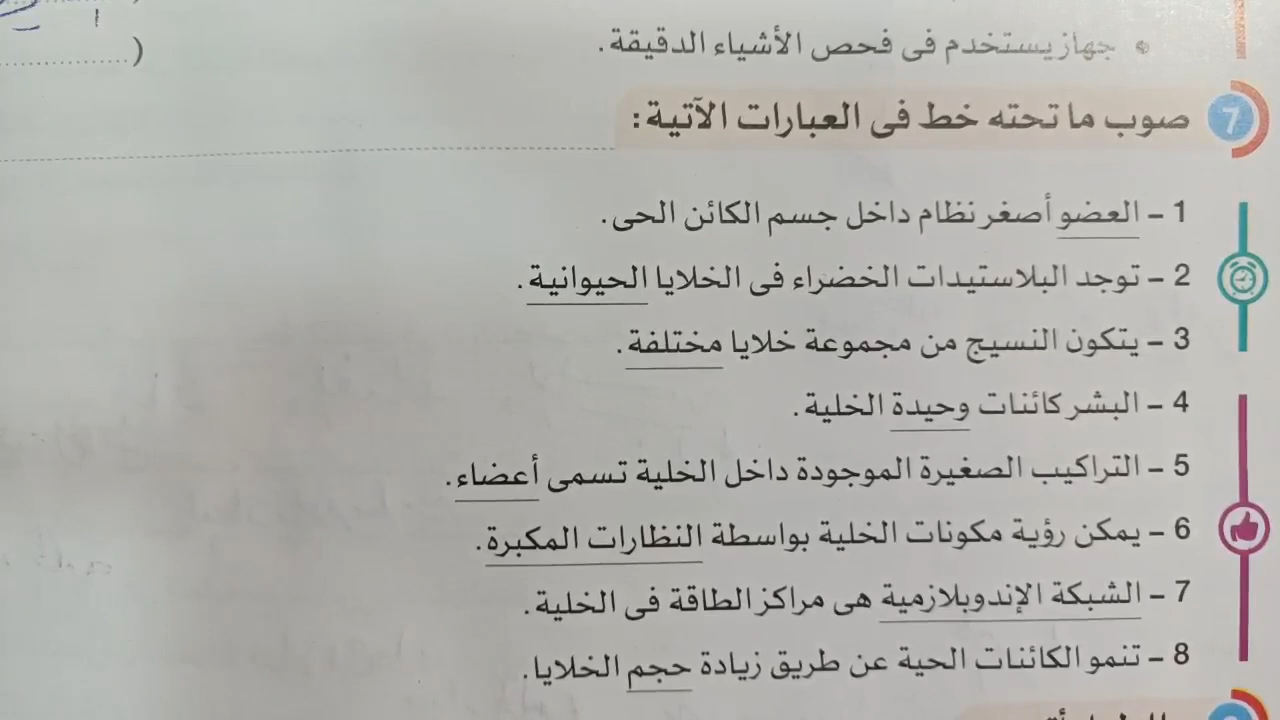 • جهاز يستخدم فى فحص الأشياء الدقيقة. (
7 صوب ما تحته خط فى العبارات الآتية:
1 - العضو أصغر نظام داخل جسم الكائن الحى.
2 - توجد البلاستيدات الخضراء فى الخلايا الحيوانية.
3 - يتكون النسيج من مجموعة خلايا مختلفة.
4 - البشر كائنات وحيدة الخلية.
5 - التراكيب الصغيرة الموجودة داخل الخلية تسمى أعضاء.
6 - يمكن رؤية مكونات الخلية بواسطة النظارات المكبرة.
7 - الشبكة الإندوبلازمية هى مراكز الطاقة فى الخلية.
8 - تنمو الكائنات الحية عن طريق زيادة حجم الخلايا.